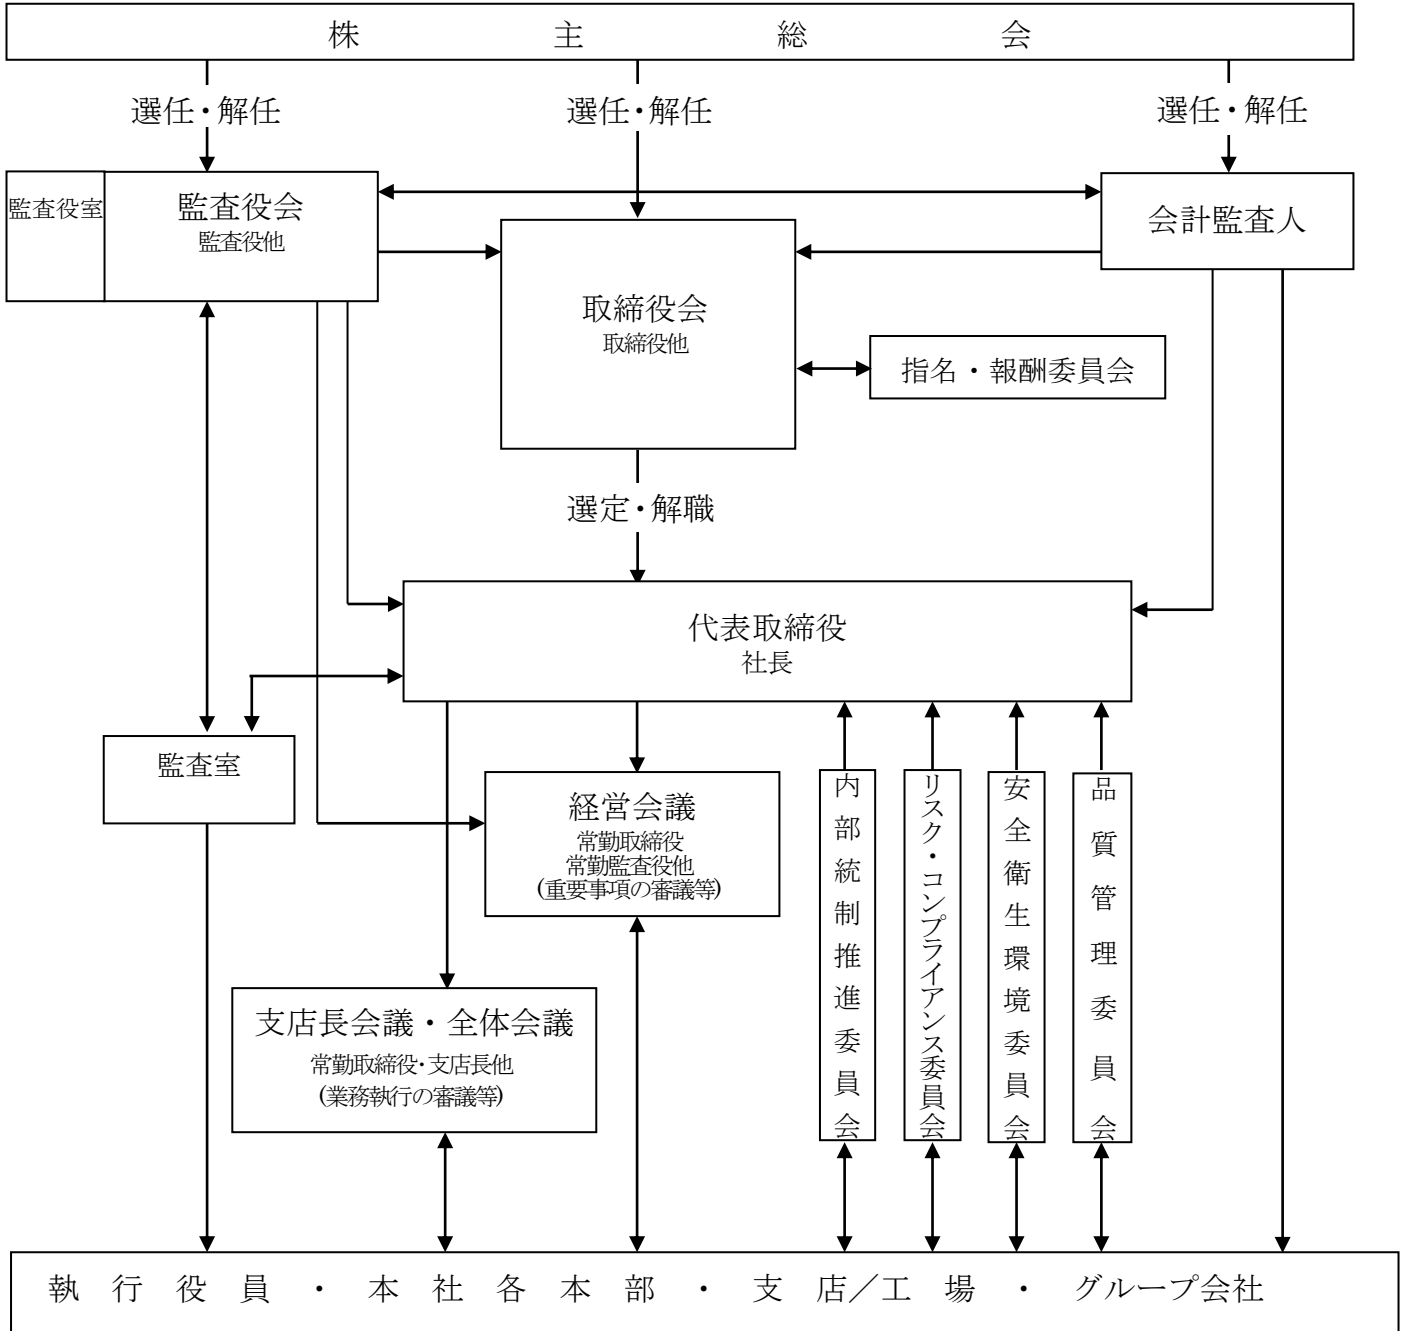 株主総会
選任・解任
選任・解任
選任・解任
監査役室
監査役会
監査役他
会計監査人
取締役会
取締役他
指名・報酬委員会
選定・解職
代表取締役
社長
監査室
経営会議
常勤取締役
常勤監査役他
(重要事項の審議等)
内部統制推進委員会
リスク・コンプライアンス委員会
安全衛生環境委員会
品質管理委員会
支店長会議・全体会議
常勤取締役・支店長他
(業務執行の審議等)
執行役員・本社各本部・支店／工場・グループ会社